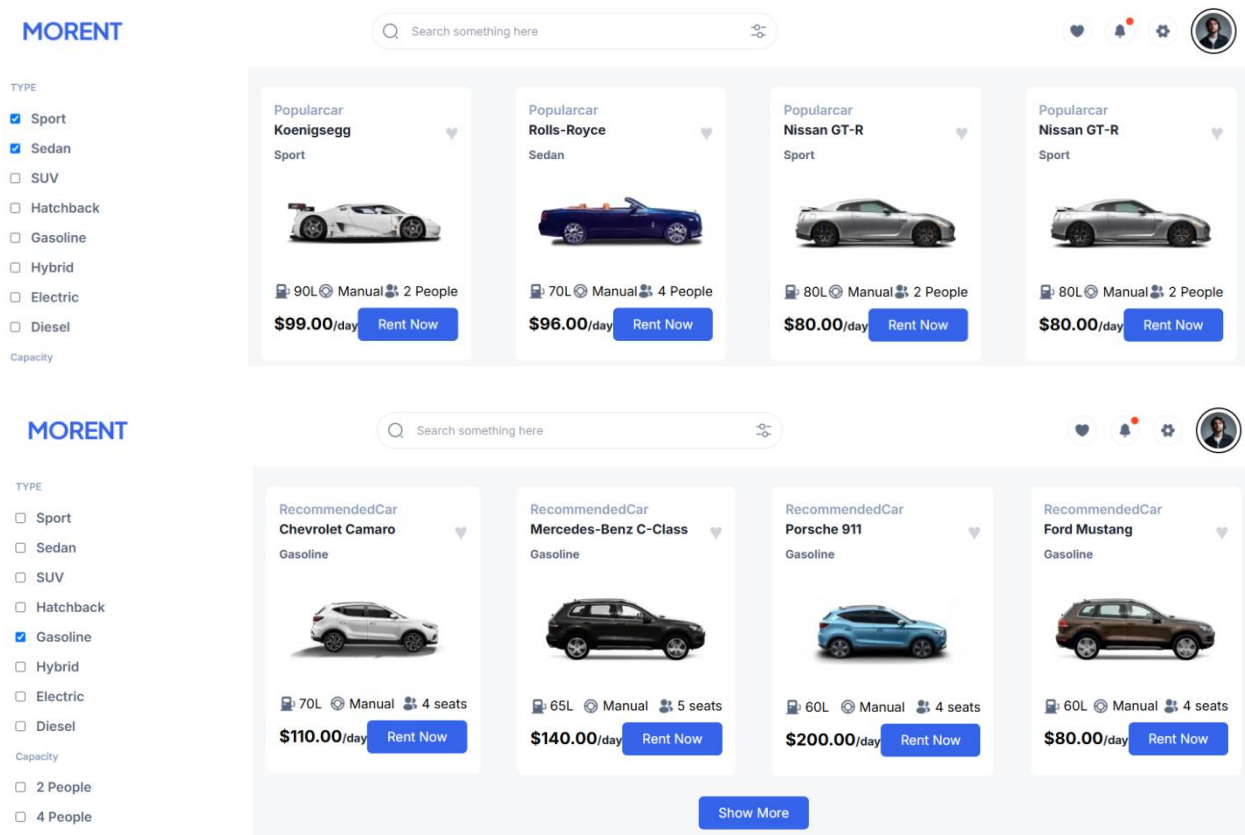 MORENT
Search something here
TYPE
Sport
Sedan
SUV
Hatchback
Gasoline
Hybrid
Electric
Diesel
Capacity
Popularcar
Koenigsegg
Sport
90L Manual 2 People
$99.00/day Rent Now
Popularcar
Rolls-Royce
Sedan
70L Manual 4 People
$96.00/day Rent Now
Popularcar
Nissan GT-R
Sport
80L Manual 2 People
$80.00/day Rent Now
Popularcar
Nissan GT-R
Sport
80L Manual 2 People
$80.00/day Rent Now
MORENT
Search something here
TYPE
Sport
Sedan
SUV
Hatchback
Gasoline
Hybrid
Electric
Diesel
Capacity
2 People
4 People
RecommendedCar
Chevrolet Camaro
Gasoline
70L Manual 4 seats
$110.00/day Rent Now
RecommendedCar
Mercedes-Benz C-Class
Gasoline
65L Manual 5 seats
$140.00/day Rent Now
RecommendedCar
Porsche 911
Gasoline
60L Manual 4 seats
$200.00/day Rent Now
RecommendedCar
Ford Mustang
Gasoline
60L Manual 4 seats
$80.00/day Rent Now
Show More